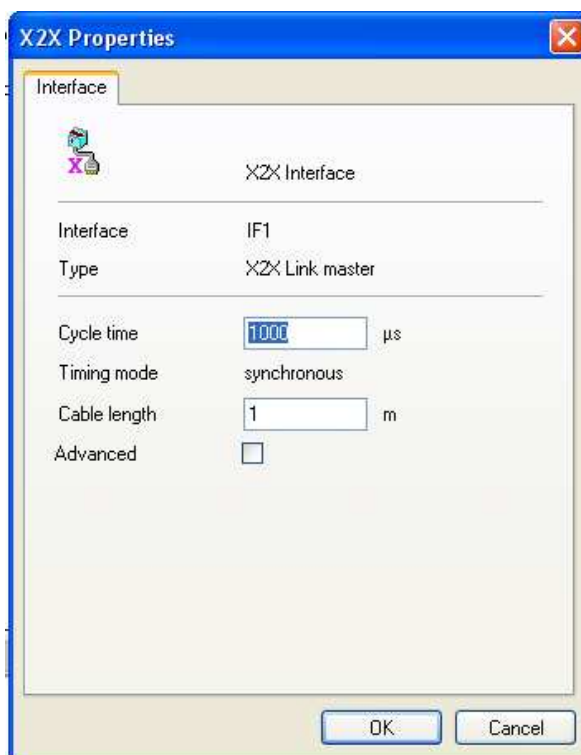 X2X Properties
Interface
X
X2X Interface
Interface IF1
Type X2X Link master
Cycle time 1000 µs
Timing mode synchronous
Cable length 1 m
Advanced
OK Cancel